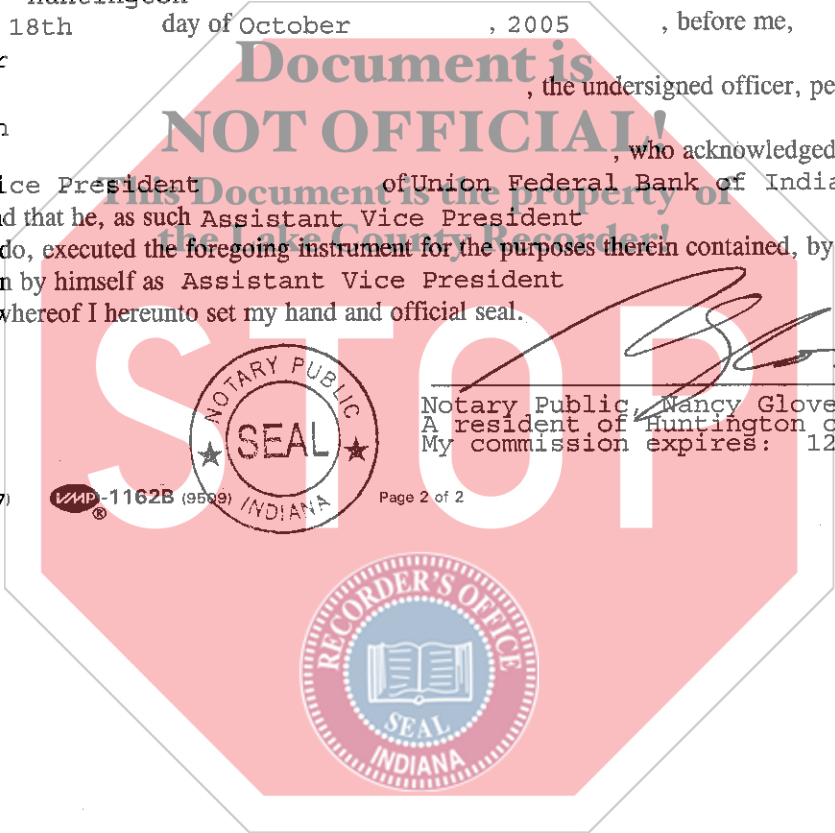 18th day of October , 2005 , before me,
Document is
, the undersigned officer, pe
NOT OFFICIAL!
, who acknowledged
ice President of Union Federal Bank of India
This Document is the property of
d that he, as such Assistant Vice President
the Lake County Recorder!
do, executed the foregoing instrument for the purposes therein contained, by
n by himself as Assistant Vice President
whereof I hereunto set my hand and official seal.
STOP
NOTARY PUBLIC
SEAL
INDIANA
Notary Public, Nancy Glove
A resident of Huntington c
My commission expires: 12
7) VMP®-1162B (9509) Page 2 of 2
RECORDER'S OFFICE
SEAL
INDIANA